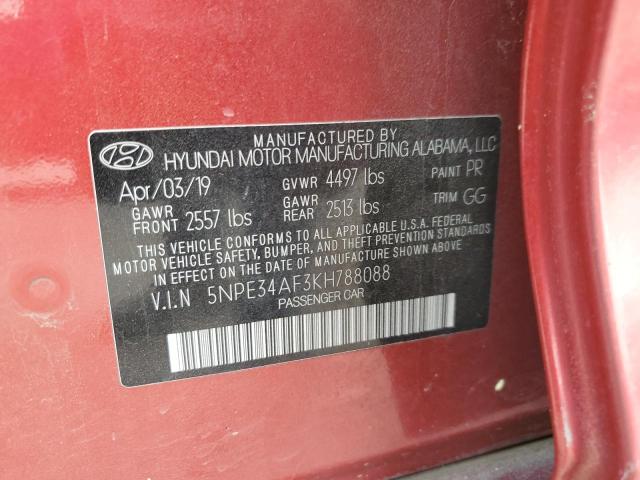 MANUFACTURED BY
HYUNDAI MOTOR MANUFACTURING ALABAMA, LLC
Apr/03/19 GVWR 4497 lbs PAINT PR
GAWR FRONT 2557 lbs GAWR REAR 2513 lbs TRIM GG
THIS VEHICLE CONFORMS TO ALL APPLICABLE U.S.A. FEDERAL
MOTOR VEHICLE SAFETY, BUMPER, AND THEFT PREVENTION STANDARDS
IN EFFECT ON THE DATE OF MANUFACTURE SHOWN ABOVE.
V.I.N 5NPE34AF3KH788088
PASSENGER CAR